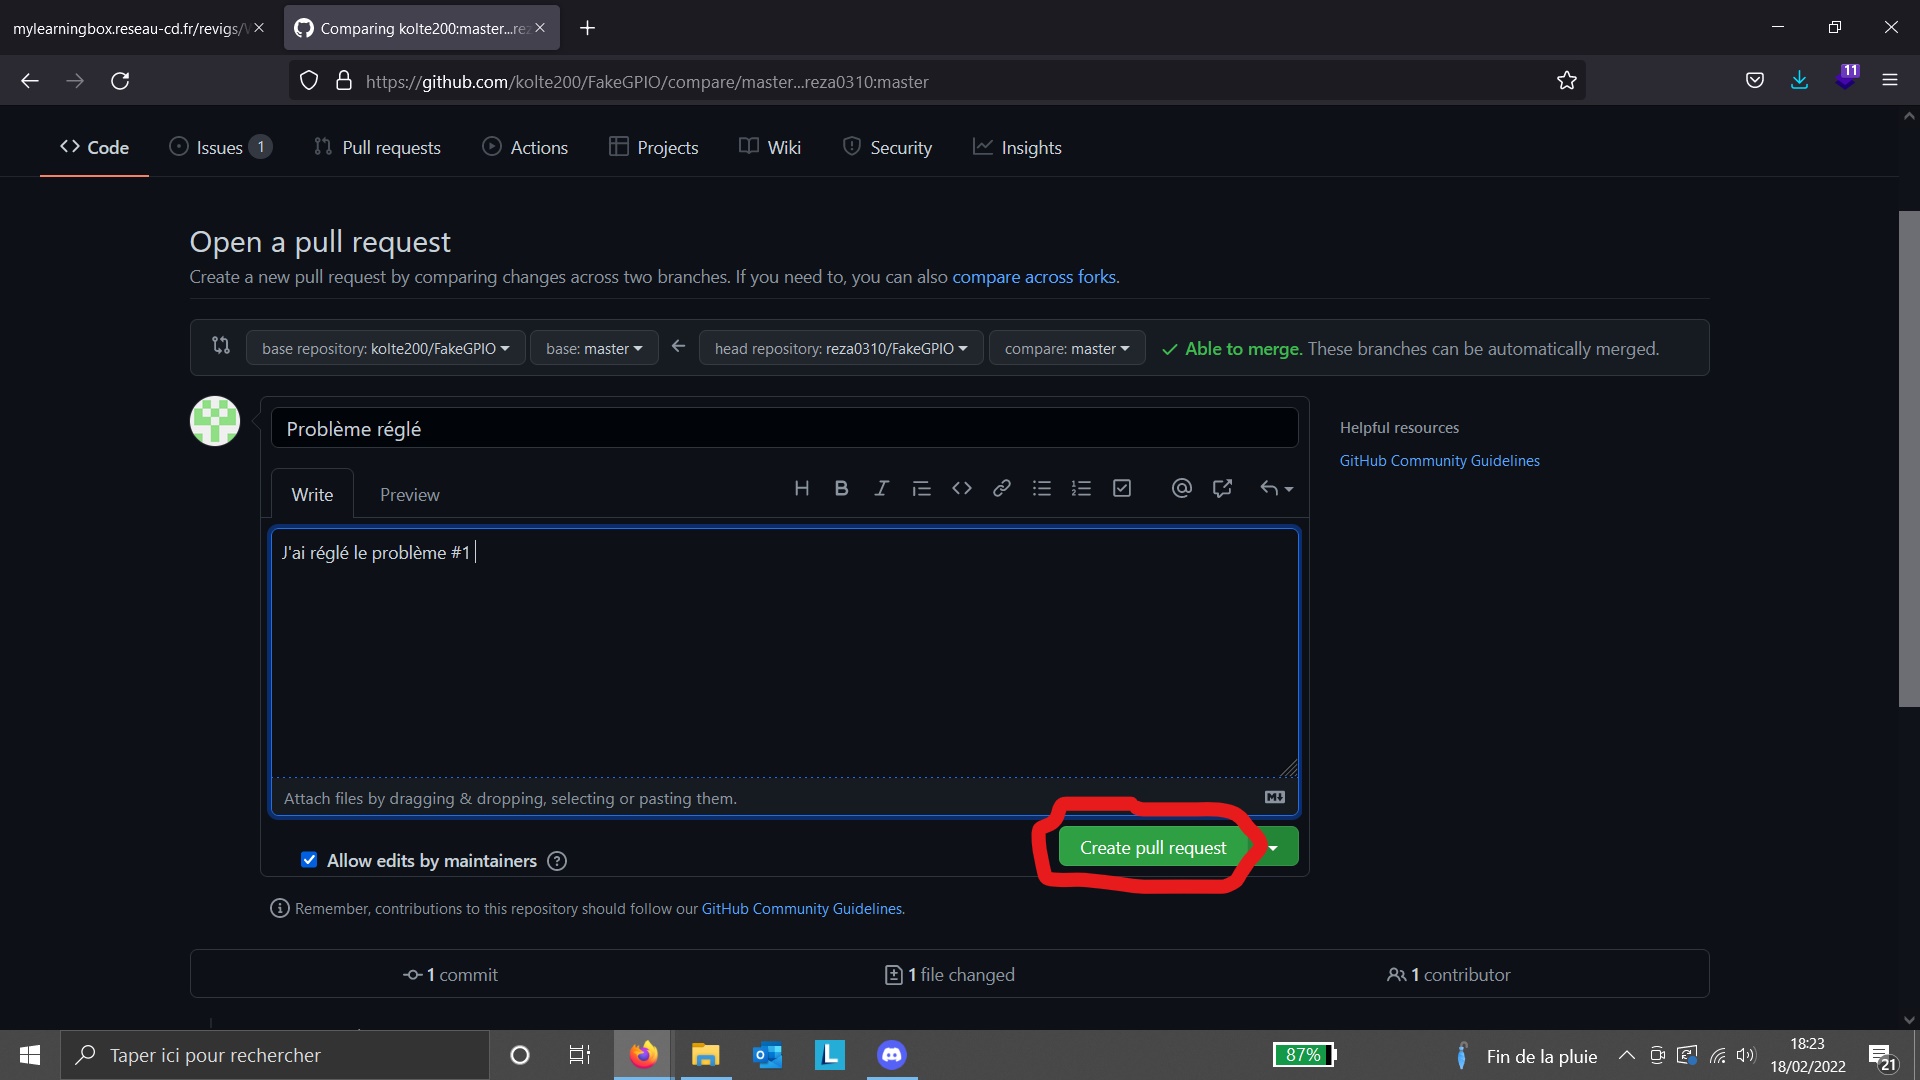 mylearningbox.reseau-cd.fr/revigs/
Comparing kolte200:master...rez
https://github.com/kolte200/FakeGPIO/compare/master...reza0310:master
11
Code
Issues 1
Pull requests
Actions
Projects
Wiki
Security
Insights
Open a pull request
Create a new pull request by comparing changes across two branches. If you need to, you can also compare across forks.
base repository: kolte200/FakeGPIO
base: master
head repository: reza0310/FakeGPIO
compare: master
Able to merge. These branches can be automatically merged.
Problème réglé
Helpful resources
GitHub Community Guidelines
Write
Preview
J'ai réglé le problème #1
Attach files by dragging & dropping, selecting or pasting them.
Create pull request
Allow edits by maintainers
Remember, contributions to this repository should follow our GitHub Community Guidelines.
1 commit
1 file changed
1 contributor
Taper ici pour rechercher
87%
Fin de la pluie
18:23
18/02/2022
21